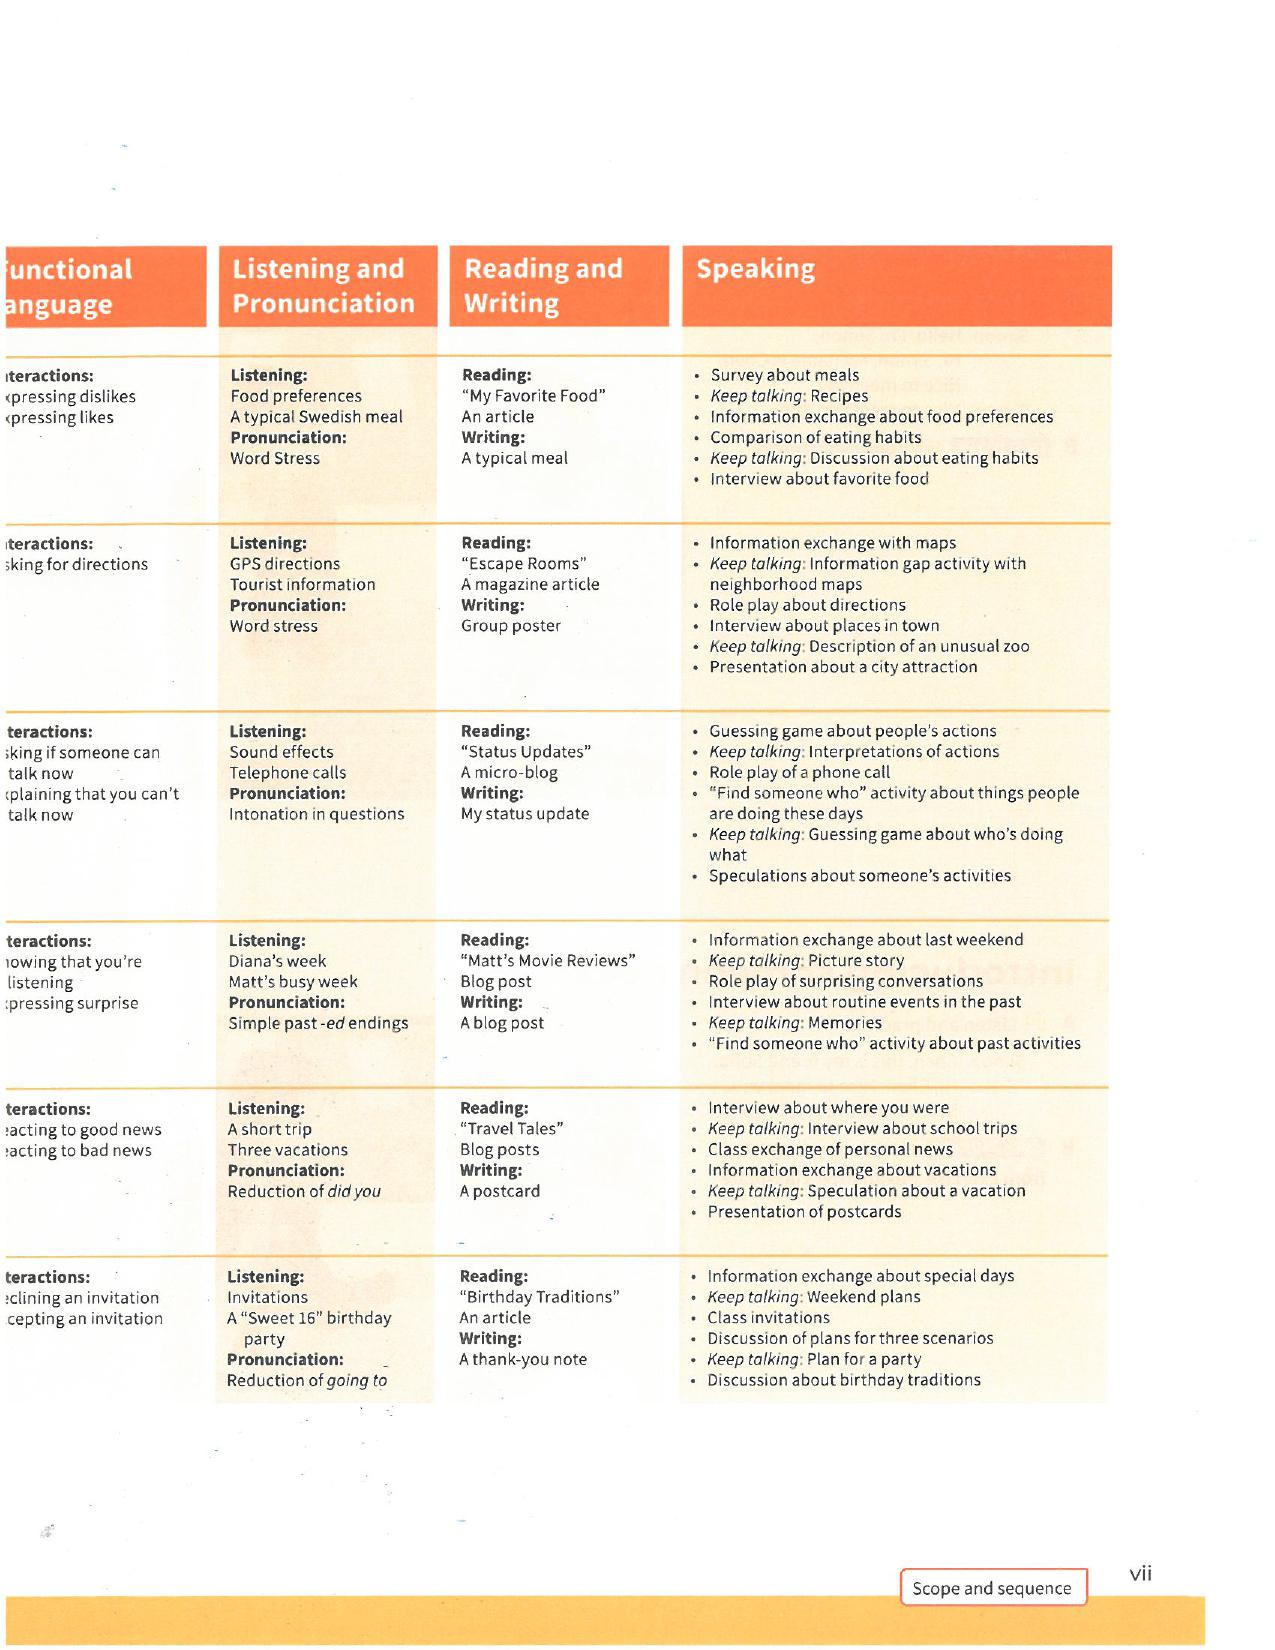 unctional
anguage
Listening and
Pronunciation
Reading and
Writing
Speaking
teractions:
pressing dislikes
pressing likes
Listening:
Food preferences
A typical Swedish meal
Pronunciation:
Word Stress
Reading:
“My Favorite Food”
An article
Writing:
A typical meal
• Survey about meals
• Keep talking: Recipes
• Information exchange about food preferences
• Comparison of eating habits
• Keep talking: Discussion about eating habits
• Interview about favorite food
teractions:
king for directions
Listening:
GPS directions
Tourist information
Pronunciation:
Word stress
Reading:
“Escape Rooms”
A magazine article
Writing:
Group poster
• Information exchange with maps
• Keep talking: Information gap activity with
neighborhood maps
• Role play about directions
• Interview about places in town
• Keep talking: Description of an unusual zoo
• Presentation about a city attraction
teractions:
king if someone can
talk now
plaining that you can’t
talk now
Listening:
Sound effects
Telephone calls
Pronunciation:
Intonation in questions
Reading:
“Status Updates”
A micro-blog
Writing:
My status update
• Guessing game about people’s actions
• Keep talking: Interpretations of actions
• Role play of a phone call
• “Find someone who” activity about things people
are doing these days
• Keep talking: Guessing game about who’s doing
what
• Speculations about someone’s activities
teractions:
owing that you’re
listening
pressing surprise
Listening:
Diana’s week
Matt’s busy week
Pronunciation:
Simple past -ed endings
Reading:
“Matt’s Movie Reviews”
Blog post
Writing:
A blog post
• Information exchange about last weekend
• Keep talking: Picture story
• Role play of surprising conversations
• Interview about routine events in the past
• Keep talking: Memories
• “Find someone who” activity about past activities
teractions:
acting to good news
acting to bad news
Listening:
A short trip
Three vacations
Pronunciation:
Reduction of did you
Reading:
“Travel Tales”
Blog posts
Writing:
A postcard
• Interview about where you were
• Keep talking: Interview about school trips
• Class exchange of personal news
• Information exchange about vacations
• Keep talking: Speculation about a vacation
• Presentation of postcards
teractions:
clining an invitation
cepting an invitation
Listening:
Invitations
A “Sweet 16” birthday
party
Pronunciation:
Reduction of going to
Reading:
“Birthday Traditions”
An article
Writing:
A thank-you note
• Information exchange about special days
• Keep talking: Weekend plans
• Class invitations
• Discussion of plans for three scenarios
• Keep talking: Plan for a party
• Discussion about birthday traditions
Scope and sequence
vii